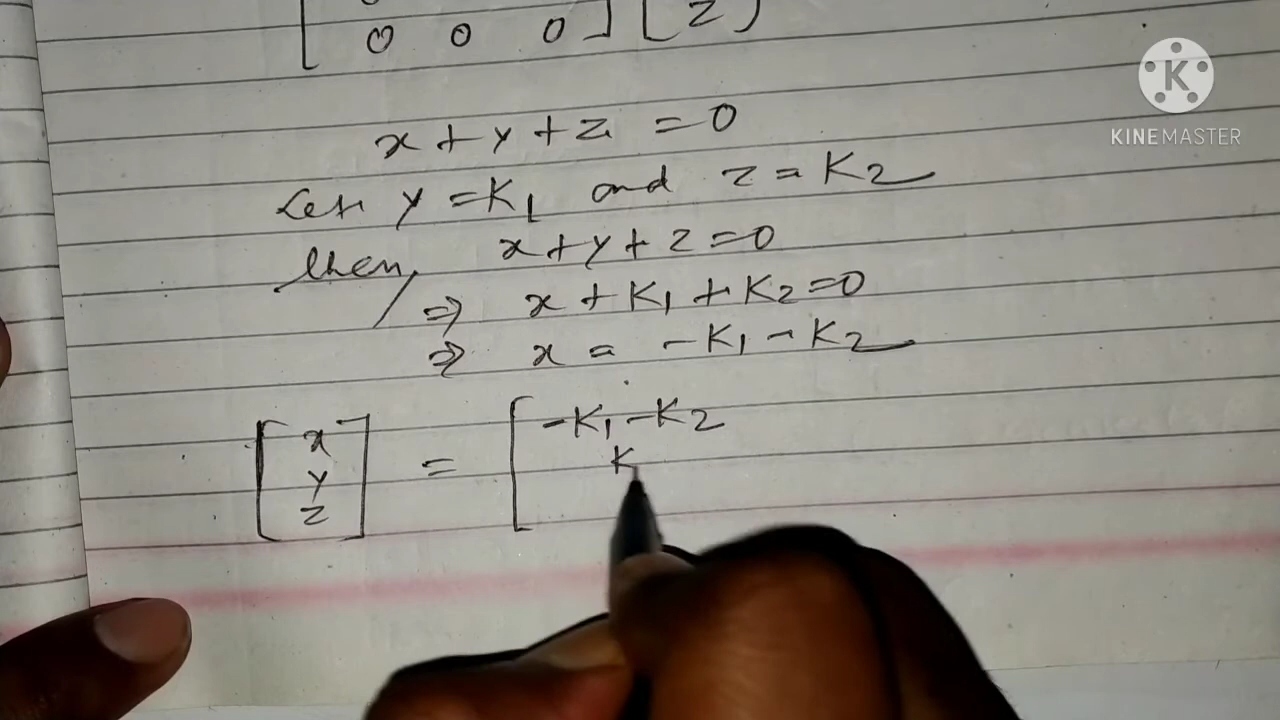 0 0 0 ] [ z ]
K
KINEMASTER
x + y + z = 0
Let y = K1 and z = K2
then, x + y + z = 0
⇒ x + K1 + K2 = 0
⇒ x = -K1 - K2
[ x = [ -K1 - K2
y K
z ]